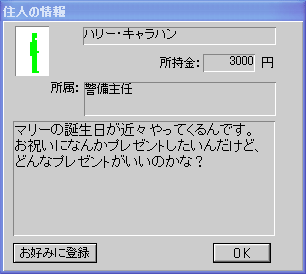 住人の情報
ハリー・キャラハン
所持金: 3000 円
所属: 警備主任
マリーの誕生日が近々やってくるんです。
お祝いになんかプレゼントしたいんだけど、
どんなプレゼントがいいのかな？
お好みに登録
OK